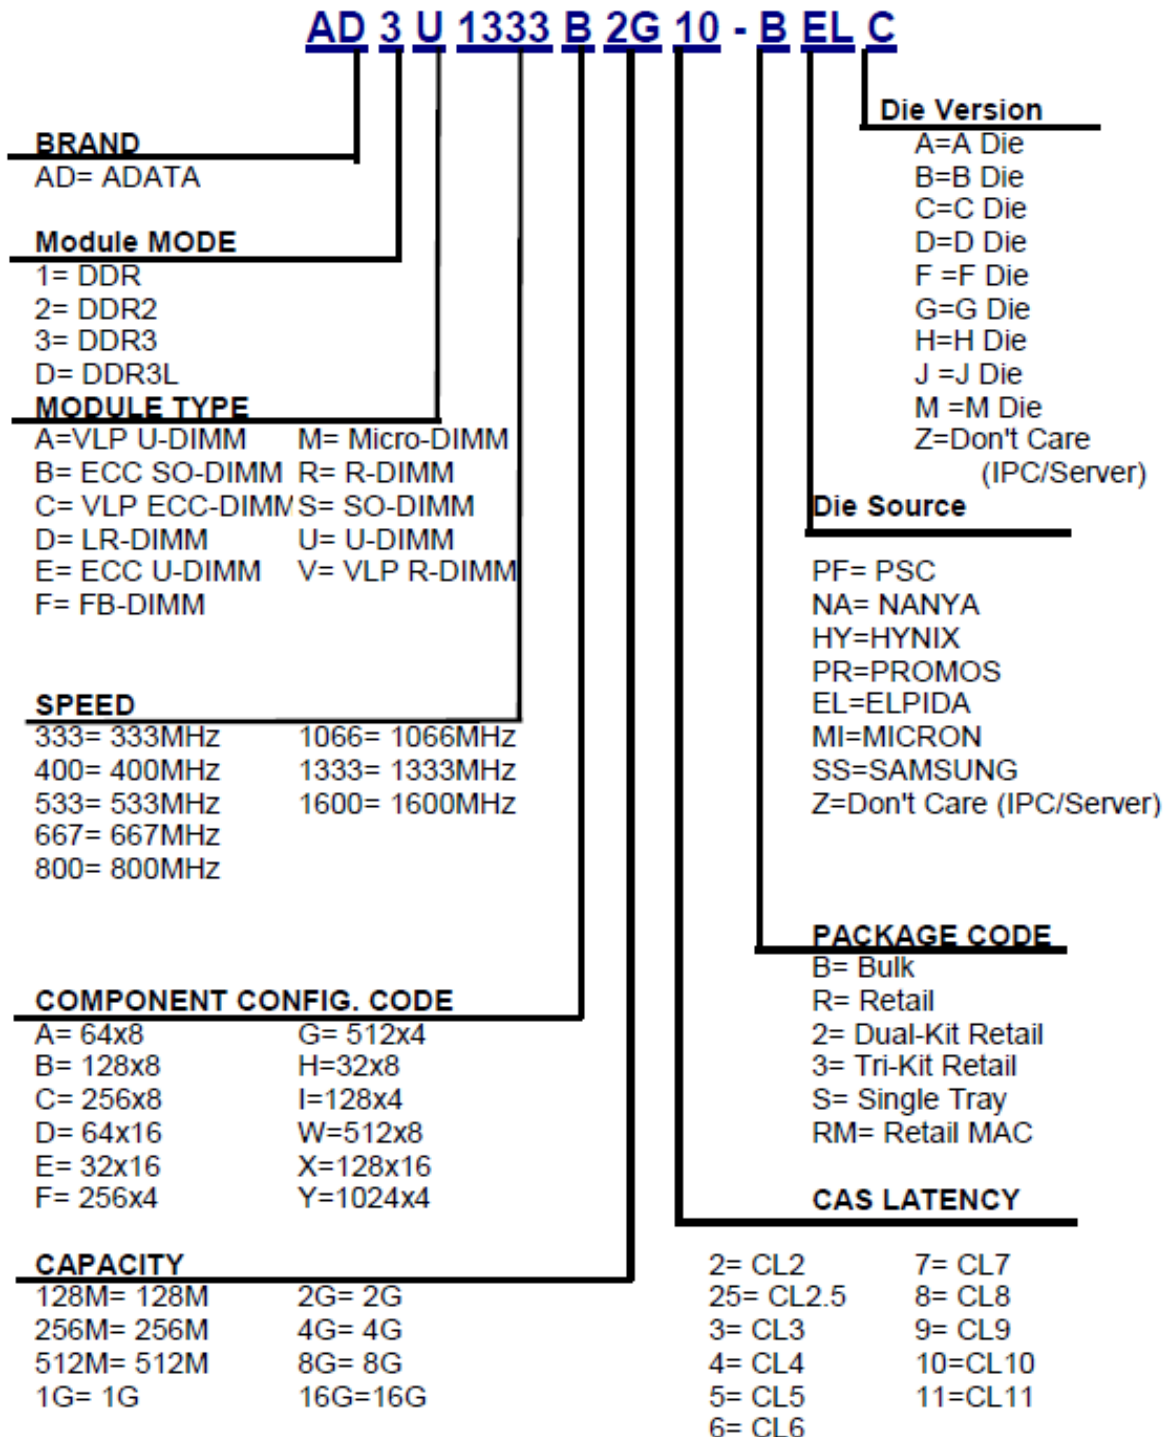 AD 3 U 1333 B 2G 10 - B EL C
BRAND
AD= ADATA
Module MODE
1= DDR
2= DDR2
3= DDR3
D= DDR3L
MODULE TYPE
A=VLP U-DIMM M= Micro-DIMM
B= ECC SO-DIMM R= R-DIMM
C= VLP ECC-DIMM S= SO-DIMM
D= LR-DIMM U= U-DIMM
E= ECC U-DIMM V= VLP R-DIMM
F= FB-DIMM
SPEED
333= 333MHz 1066= 1066MHz
400= 400MHz 1333= 1333MHz
533= 533MHz 1600= 1600MHz
667= 667MHz
800= 800MHz
COMPONENT CONFIG. CODE
A= 64x8 G= 512x4
B= 128x8 H=32x8
C= 256x8 I=128x4
D= 64x16 W=512x8
E= 32x16 X=128x16
F= 256x4 Y=1024x4
CAPACITY
128M= 128M 2G= 2G
256M= 256M 4G= 4G
512M= 512M 8G= 8G
1G= 1G 16G=16G
Die Version
A=A Die
B=B Die
C=C Die
D=D Die
F =F Die
G=G Die
H=H Die
J =J Die
M =M Die
Z=Don't Care
(IPC/Server)
Die Source
PF= PSC
NA= NANYA
HY=HYNIX
PR=PROMOS
EL=ELPIDA
MI=MICRON
SS=SAMSUNG
Z=Don't Care (IPC/Server)
PACKAGE CODE
B= Bulk
R= Retail
2= Dual-Kit Retail
3= Tri-Kit Retail
S= Single Tray
RM= Retail MAC
CAS LATENCY
2= CL2 7= CL7
25= CL2.5 8= CL8
3= CL3 9= CL9
4= CL4 10=CL10
5= CL5 11=CL11
6= CL6